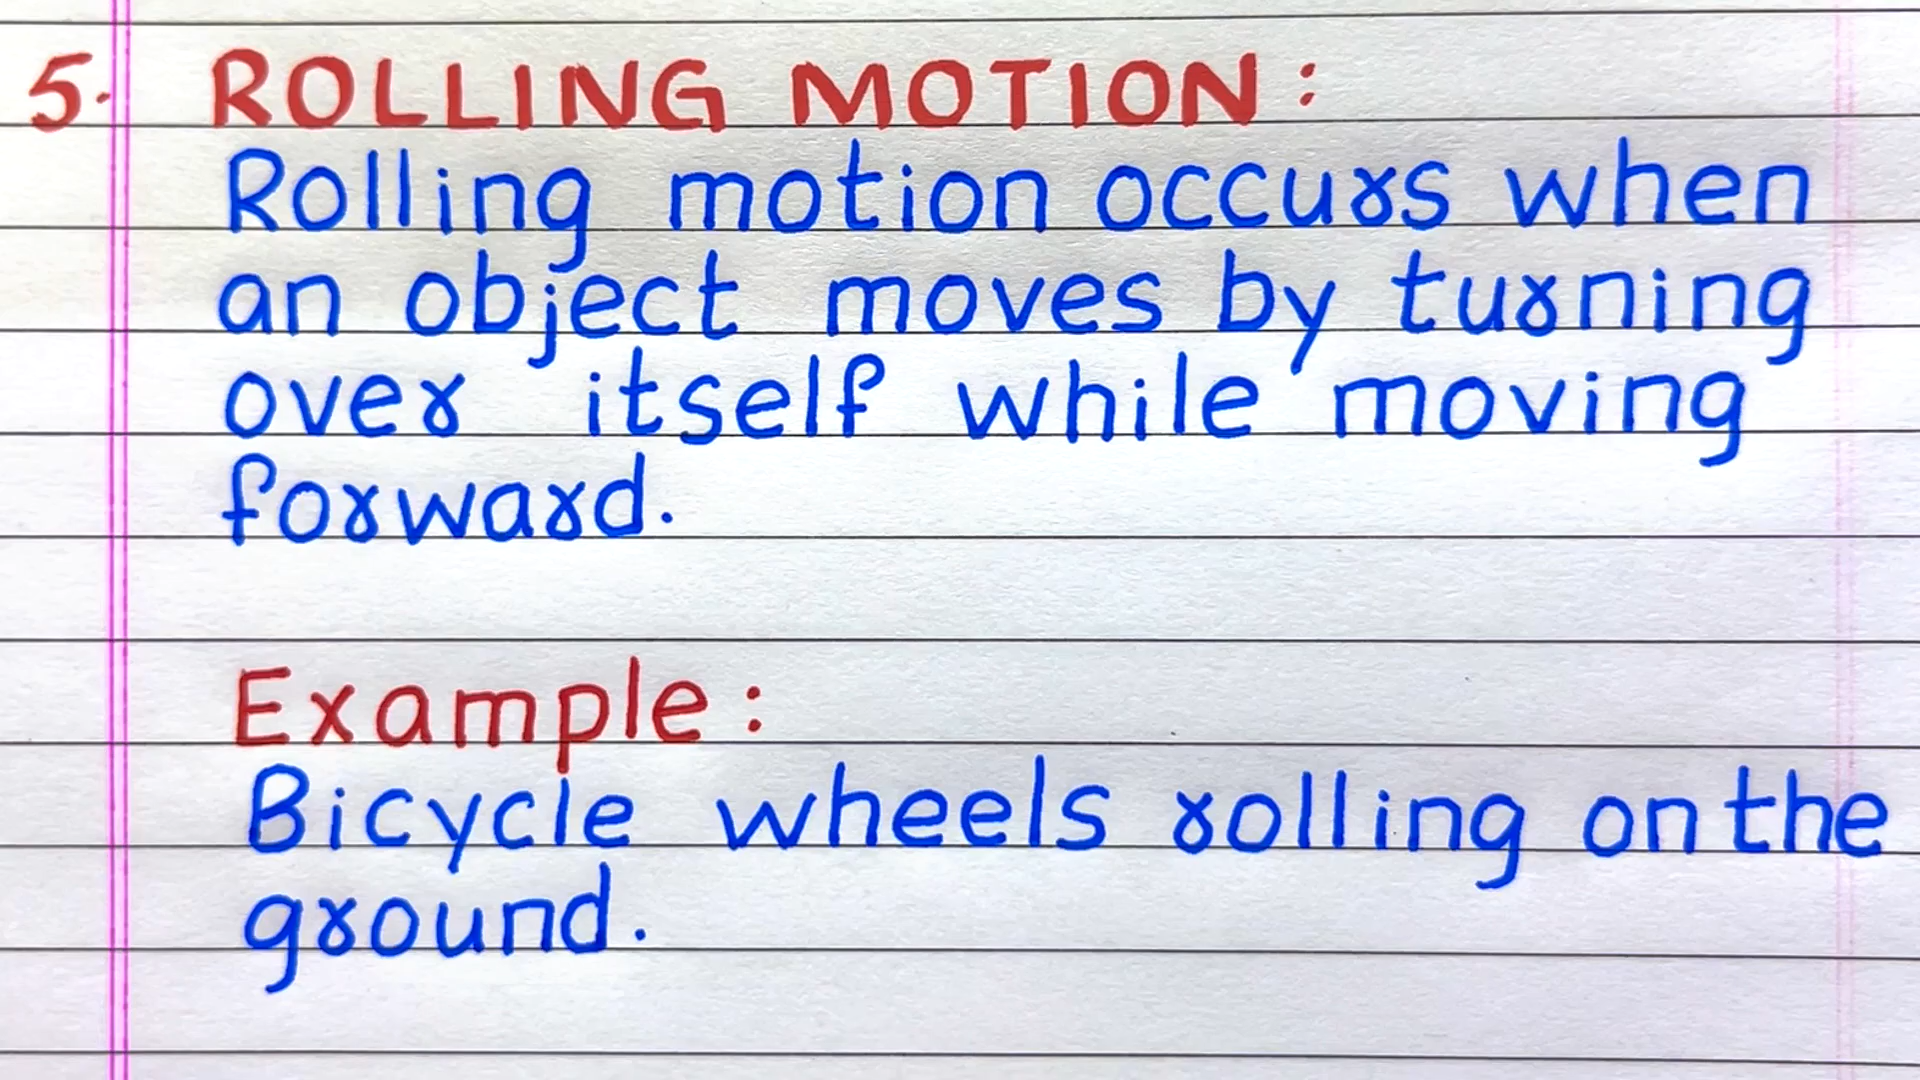 5. ROLLING MOTION:
Rolling motion occurs when
an object moves by turning
over itself while moving
forward.
Example:
Bicycle wheels rolling on the
ground.